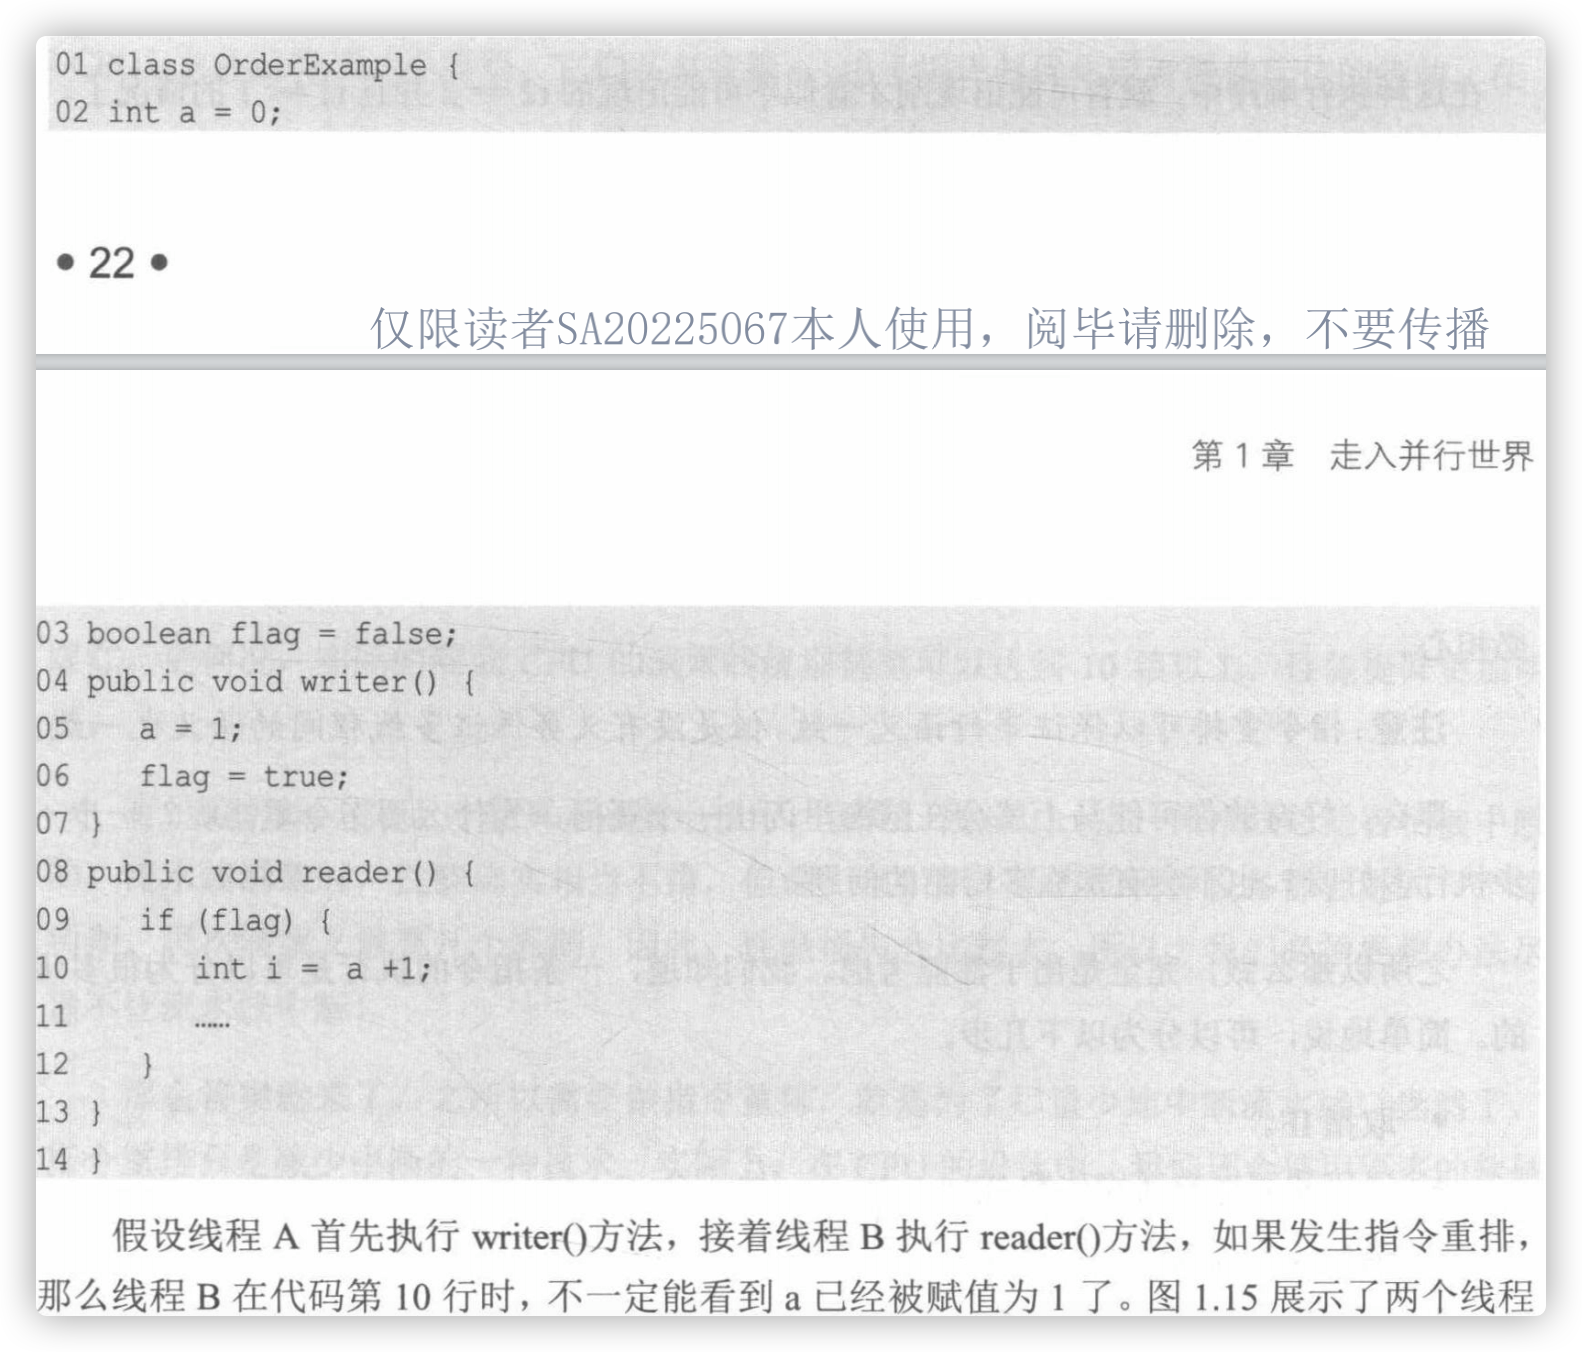 01 class OrderExample {
02 int a = 0;
• 22 •
仅限读者SA20225067本人使用，阅毕请删除，不要传播
第 1 章 走入并行世界
03 boolean flag = false;
04 public void writer() {
05 a = 1;
06 flag = true;
07 }
08 public void reader() {
09 if (flag) {
10 int i = a +1;
11 ……
12 }
13 }
14 }
假设线程 A 首先执行 writer()方法，接着线程 B 执行 reader()方法，如果发生指令重排，
那么线程 B 在代码第 10 行时，不一定能看到 a 已经被赋值为 1 了。图 1.15 展示了两个线程